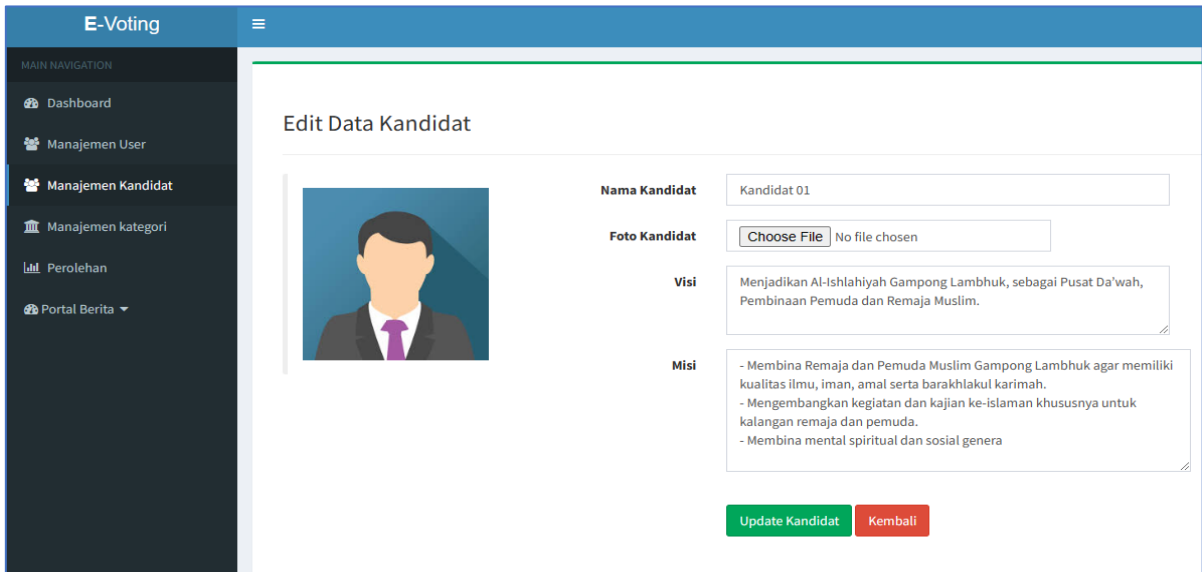 E-Voting
MAIN NAVIGATION
Dashboard
Manajemen User
Manajemen Kandidat
Manajemen kategori
Perolehan
Portal Berita
Edit Data Kandidat
Nama Kandidat
Kandidat 01
Foto Kandidat
Choose File No file chosen
Visi
Menjadikan Al-Ishlahiyah Gampong Lambhuk, sebagai Pusat Da'wah,
Pembinaan Pemuda dan Remaja Muslim.
Misi
- Membina Remaja dan Pemuda Muslim Gampong Lambhuk agar memiliki
kualitas ilmu, iman, amal serta barakhlakul karimah.
- Mengembangkan kegiatan dan kajian ke-islaman khususnya untuk
kalangan remaja dan pemuda.
- Membina mental spiritual dan sosial genera
Update Kandidat
Kembali